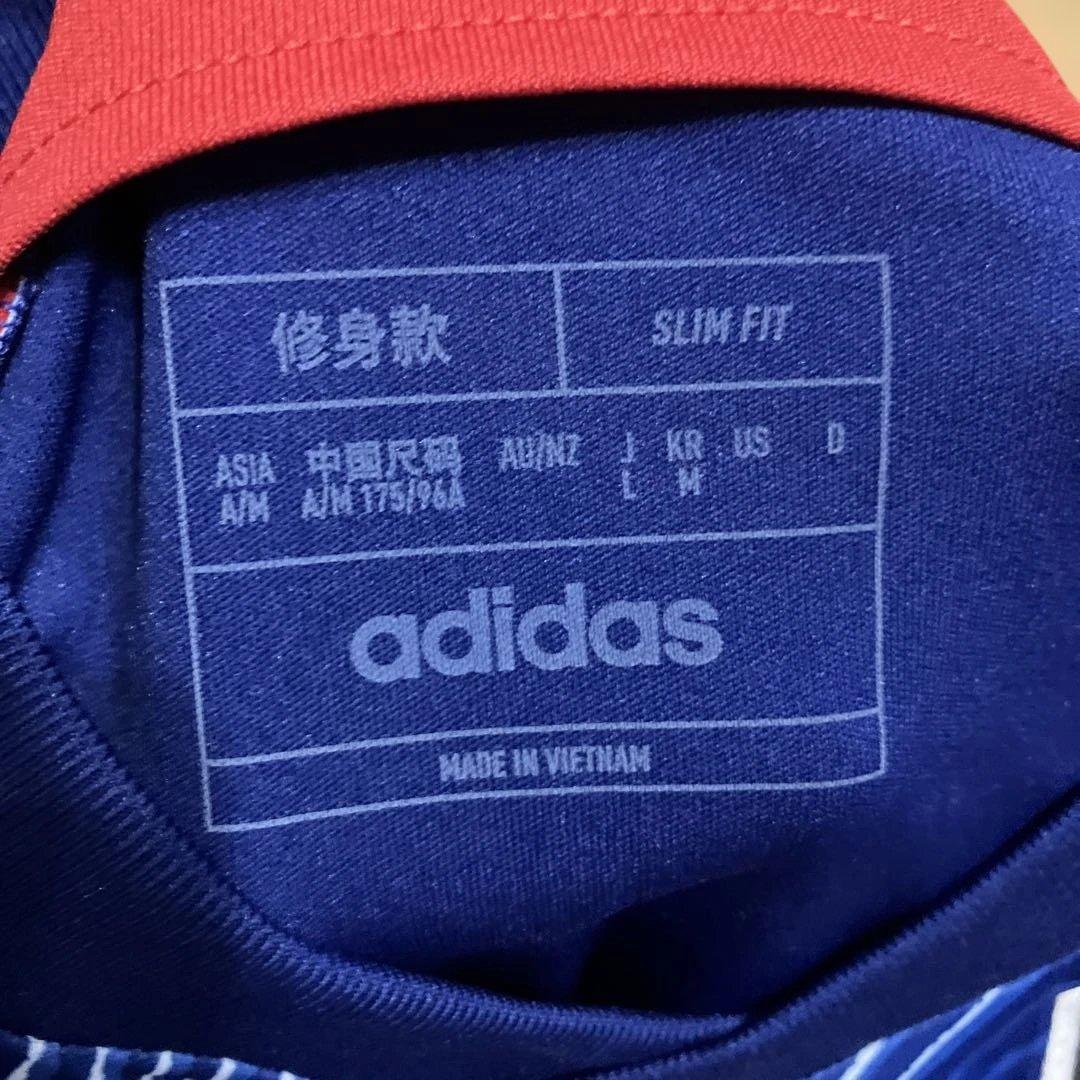 修身款 SLIM FIT
ASIA 中国尺码 AU/NZ J KR US D
A/M A/M 175/96A L M
adidas
MADE IN VIETNAM